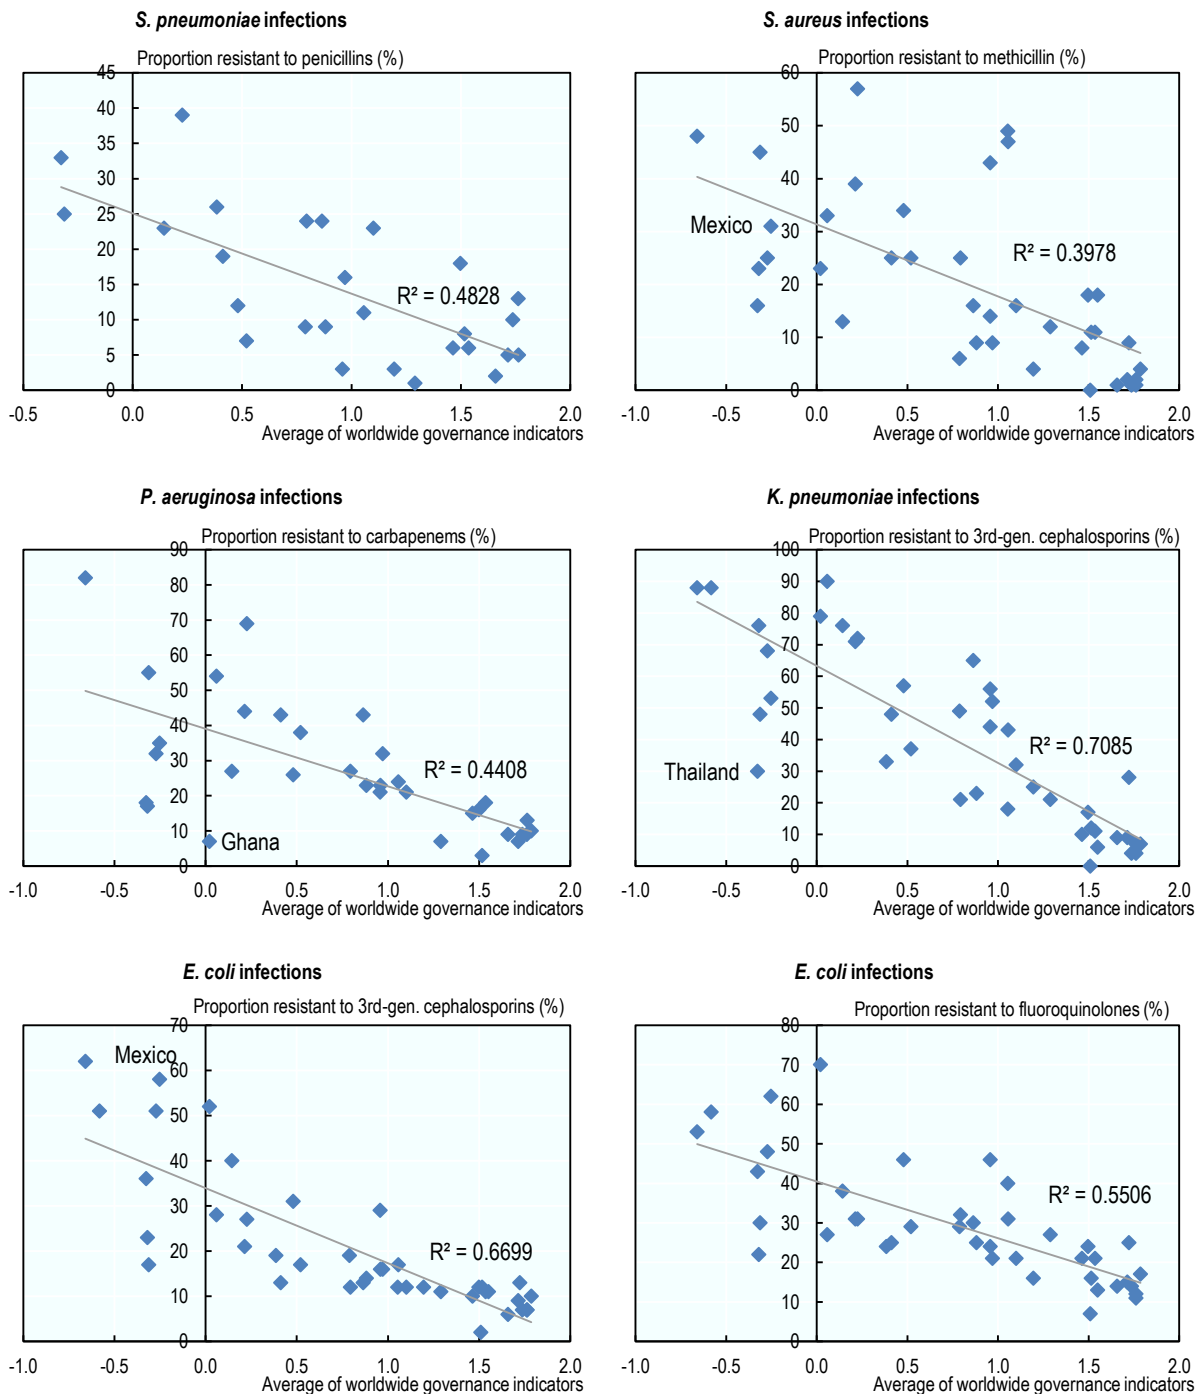 S. pneumoniae infections
Proportion resistant to penicillins (%)
45
40
35
30
25
20
15
10
5
0
R² = 0.4828
-0.5 0.0 0.5 1.0 1.5 2.0
Average of worldwide governance indicators
S. aureus infections
Proportion resistant to methicillin (%)
60
50
40
30
20
10
0
Mexico
R² = 0.3978
-1.0 -0.5 0.0 0.5 1.0 1.5 2.0
Average of worldwide governance indicators
P. aeruginosa infections
Proportion resistant to carbapenems (%)
90
80
70
60
50
40
30
20
10
0
R² = 0.4408
Ghana
-1.0 -0.5 0.0 0.5 1.0 1.5 2.0
Average of worldwide governance indicators
K. pneumoniae infections
Proportion resistant to 3rd-gen. cephalosporins (%)
100
90
80
70
60
50
40
30
20
10
0
R² = 0.7085
Thailand
-1.0 -0.5 0.0 0.5 1.0 1.5 2.0
Average of worldwide governance indicators
E. coli infections
Proportion resistant to 3rd-gen. cephalosporins (%)
70
60
50
40
30
20
10
0
Mexico
R² = 0.6699
-1.0 -0.5 0.0 0.5 1.0 1.5 2.0
Average of worldwide governance indicators
E. coli infections
Proportion resistant to fluoroquinolones (%)
80
70
60
50
40
30
20
10
0
R² = 0.5506
-1.0 -0.5 0.0 0.5 1.0 1.5 2.0
Average of worldwide governance indicators